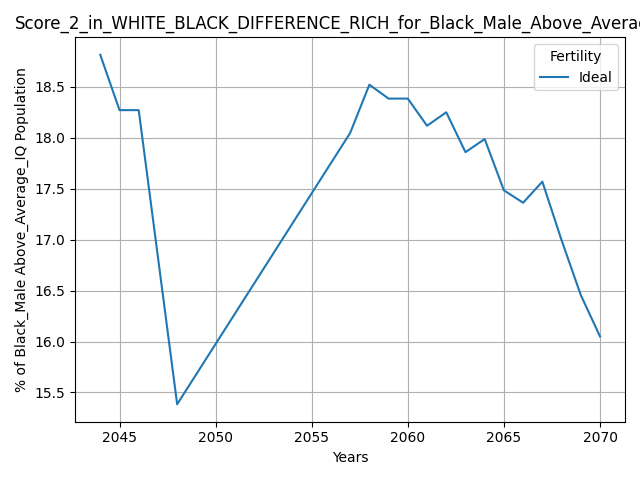 Score_2_in_WHITE_BLACK_DIFFERENCE_RICH_for_Black_Male_Above_Avera
Fertility
Ideal
% of Black_Male Above_Average_IQ Population
18.5
18.0
17.5
17.0
16.5
16.0
15.5
2045 2050 2055 2060 2065 2070
Years